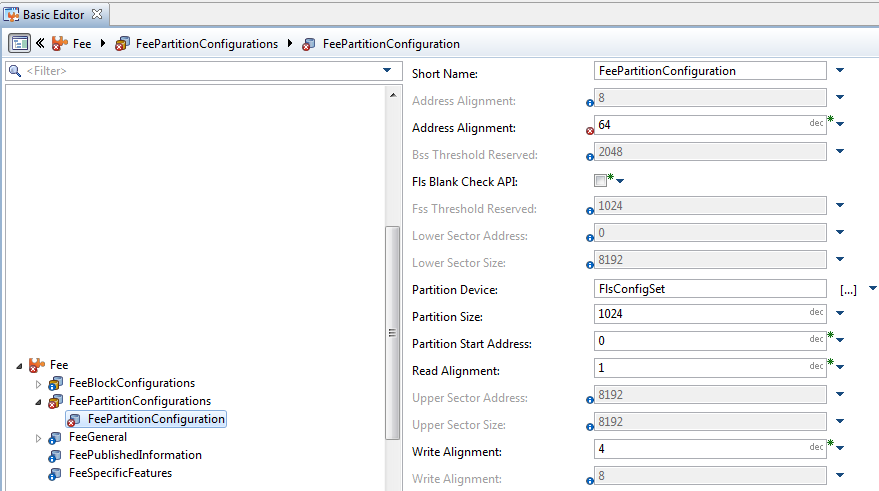 Basic Editor
Fee FeePartitionConfigurations FeePartitionConfiguration
<Filter>
Fee
FeeBlockConfigurations
FeePartitionConfigurations
FeePartitionConfiguration
FeeGeneral
FeePublishedInformation
FeeSpecificFeatures
Short Name: FeePartitionConfiguration
Address Alignment: 8
Address Alignment: 64 dec
Bss Threshold Reserved: 2048
Fls Blank Check API:
Fss Threshold Reserved: 1024
Lower Sector Address: 0
Lower Sector Size: 8192
Partition Device: FlsConfigSet [...]
Partition Size: 1024 dec
Partition Start Address: 0 dec
Read Alignment: 1 dec
Upper Sector Address: 8192
Upper Sector Size: 8192
Write Alignment: 4 dec
Write Alignment: 8